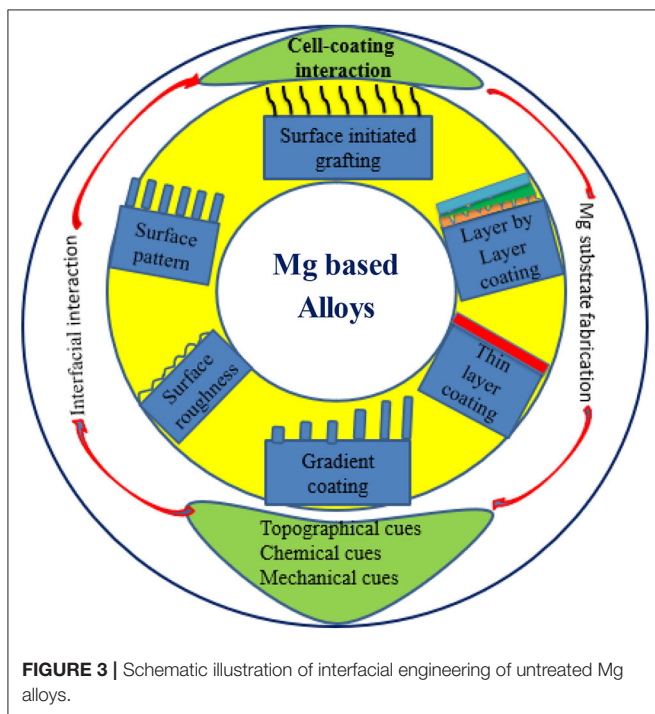 Cell-coating
interaction
Surface initiated
grafting
Surface
pattern
Layer by
Layer
coating
Mg based
Alloys
Interfacial interaction
Mg substrate fabrication
Surface
roughness
Thin
layer
coating
Gradient
coating
Topographical cues
Chemical cues
Mechanical cues
FIGURE 3 | Schematic illustration of interfacial engineering of untreated Mg
alloys.